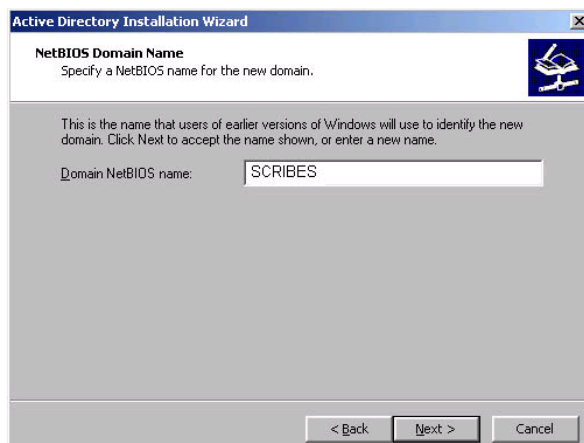 Active Directory Installation Wizard
NetBIOS Domain Name
Specify a NetBIOS name for the new domain.
This is the name that users of earlier versions of Windows will use to identify the new
domain. Click Next to accept the name shown, or enter a new name.
Domain NetBIOS name: SCRIBES
< Back Next > Cancel